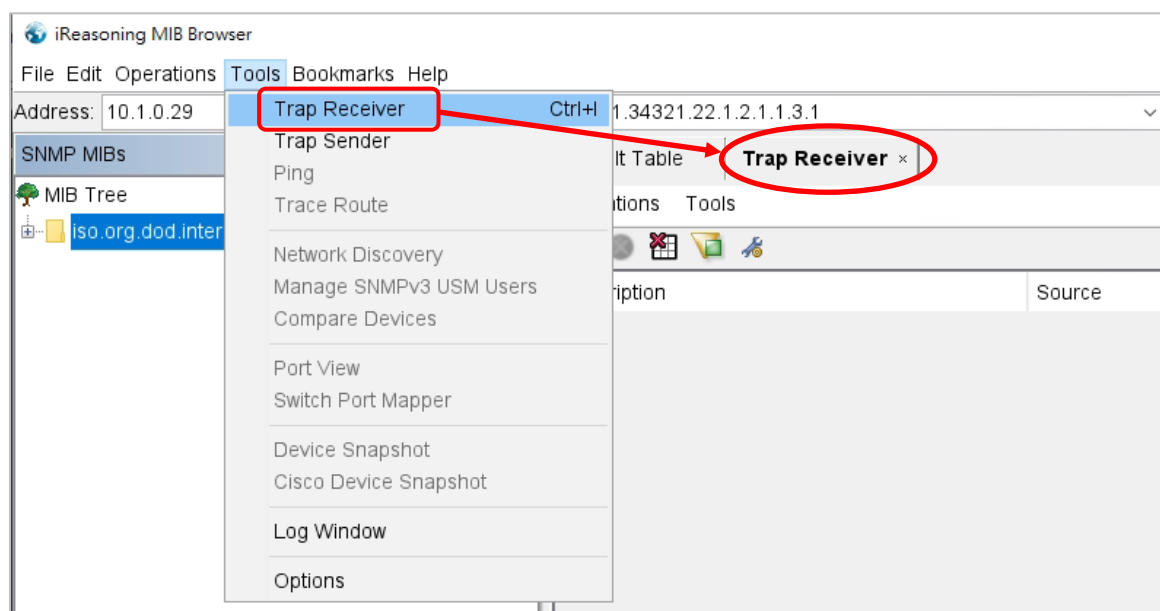 iReasoning MIB Browser
File Edit Operations Tools Bookmarks Help
Address: 10.1.0.29
1.34321.22.1.2.1.1.3.1
SNMP MIBs
MIB Tree
iso.org.dod.inter
Trap Receiver Ctrl+I
Trap Sender
Ping
Trace Route
Network Discovery
Manage SNMPv3 USM Users
Compare Devices
Port View
Switch Port Mapper
Device Snapshot
Cisco Device Snapshot
Log Window
Options
lt Table Trap Receiver ×
tions Tools
ription Source